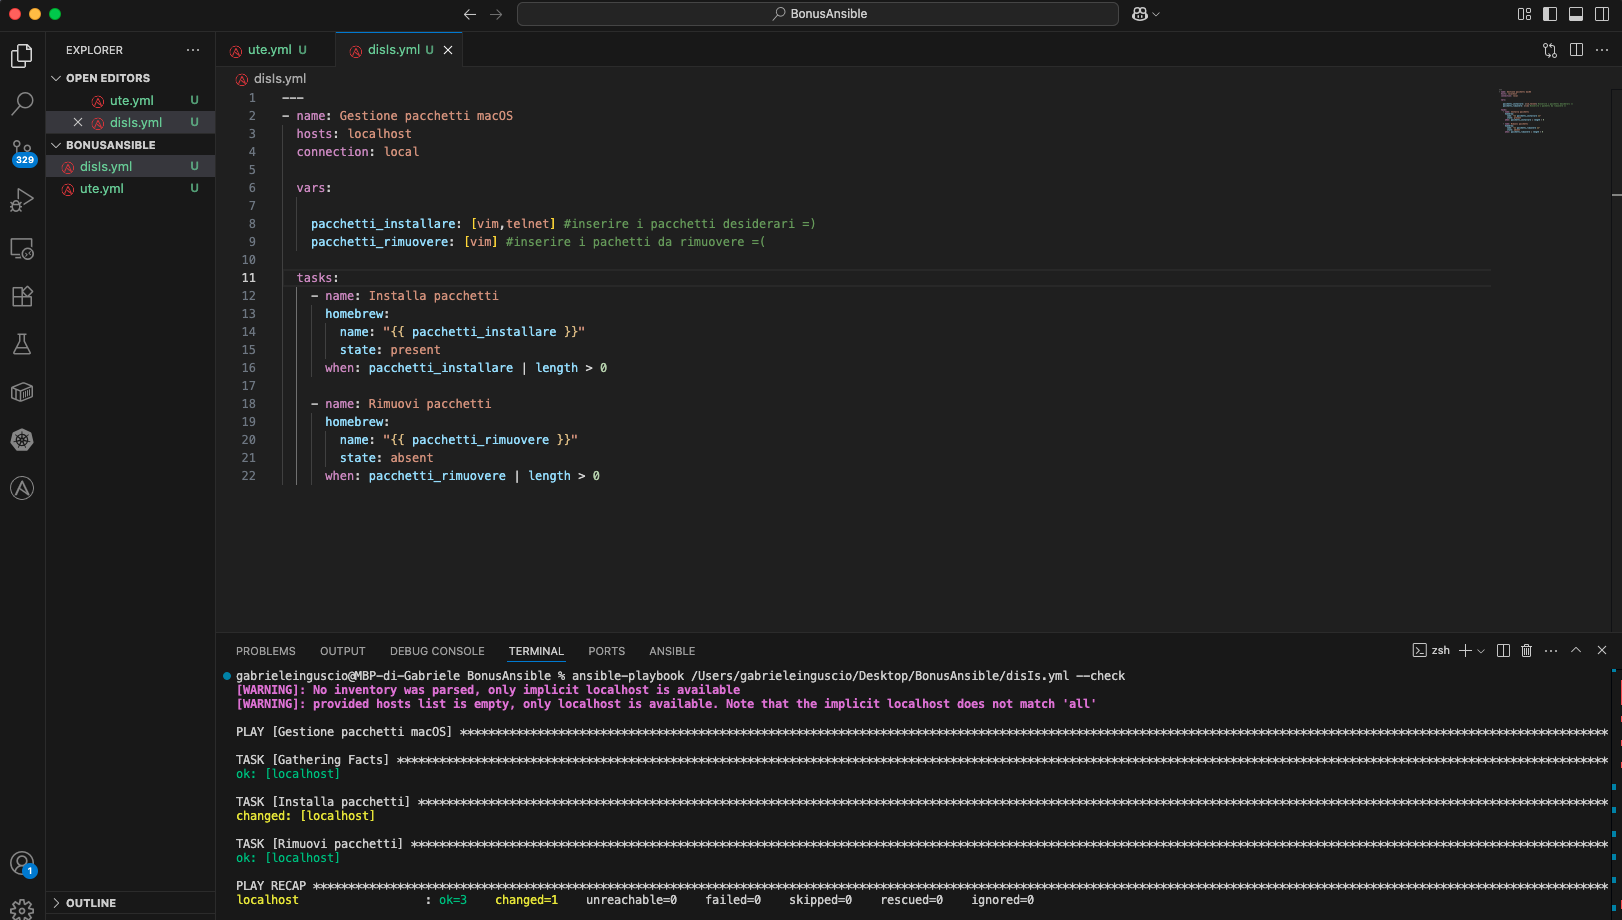 BonusAnsible
EXPLORER
OPEN EDITORS
ute.yml U
disIs.yml U
BONUSANSIBLE
disIs.yml U
ute.yml U
329
1
OUTLINE
ute.yml U disIs.yml U
disIs.yml
1 ---
2 - name: Gestione pacchetti macOS
3 hosts: localhost
4 connection: local
5
6 vars:
7
8 pacchetti_installare: [vim,telnet] #inserire i pacchetti desiderari =)
9 pacchetti_rimuovere: [vim] #inserire i pachetti da rimuovere =(
10
11 tasks:
12 - name: Installa pacchetti
13 homebrew:
14 name: "{{ pacchetti_installare }}"
15 state: present
16 when: pacchetti_installare | length > 0
17
18 - name: Rimuovi pacchetti
19 homebrew:
20 name: "{{ pacchetti_rimuovere }}"
21 state: absent
22 when: pacchetti_rimuovere | length > 0
PROBLEMS OUTPUT DEBUG CONSOLE TERMINAL PORTS ANSIBLE
zsh
gabrieleinguscio@MBP-di-Gabriele BonusAnsible % ansible-playbook /Users/gabrieleinguscio/Desktop/BonusAnsible/disIs.yml --check
[WARNING]: No inventory was parsed, only implicit localhost is available
[WARNING]: provided hosts list is empty, only localhost is available. Note that the implicit localhost does not match 'all'
PLAY [Gestione pacchetti macOS] ****************************************************************
TASK [Gathering Facts] ****************************************************************
ok: [localhost]
TASK [Installa pacchetti] ****************************************************************
changed: [localhost]
TASK [Rimuovi pacchetti] ****************************************************************
ok: [localhost]
PLAY RECAP ****************************************************************
localhost : ok=3 changed=1 unreachable=0 failed=0 skipped=0 rescued=0 ignored=0